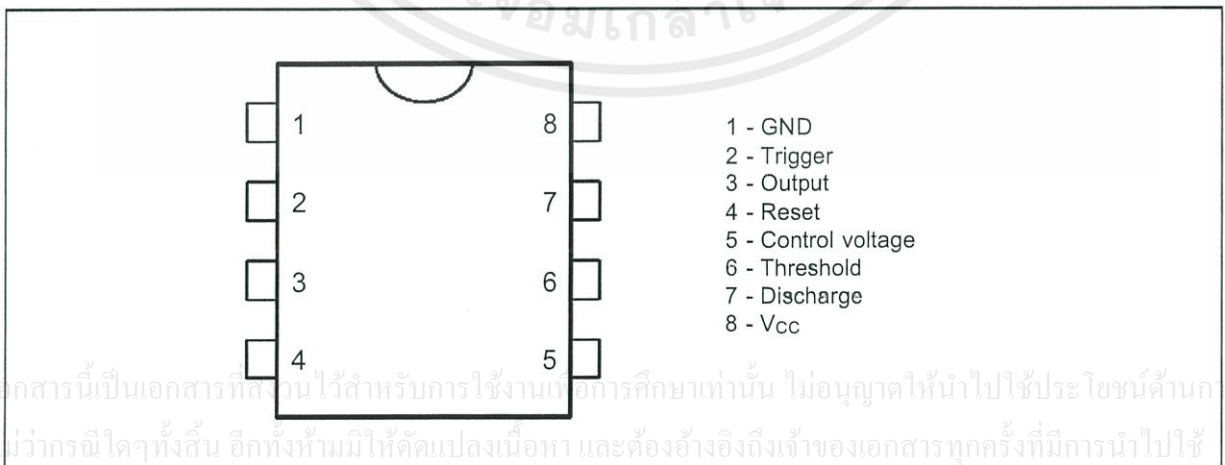 จอมเกล้าเจ
1
8
2
7
3
6
4
5
1 - GND
2 - Trigger
3 - Output
4 - Reset
5 - Control voltage
6 - Threshold
7 - Discharge
8 - Vcc
อกสารนี้เป็นเอกสารที่สงวนไว้สำหรับการใช้งานเพื่อการศึกษาเท่านั้น ไม่อนุญาตให้นำไปใช้ประโยชน์ด้านกา
ม่ว่ากรณีใดๆทั้งสิ้น อีกทั้งห้ามมิให้ดัดแปลงเนื้อหา และต้องอ้างอิงถึงเจ้าของเอกสารทุกครั้งที่มีการนำไปใช้